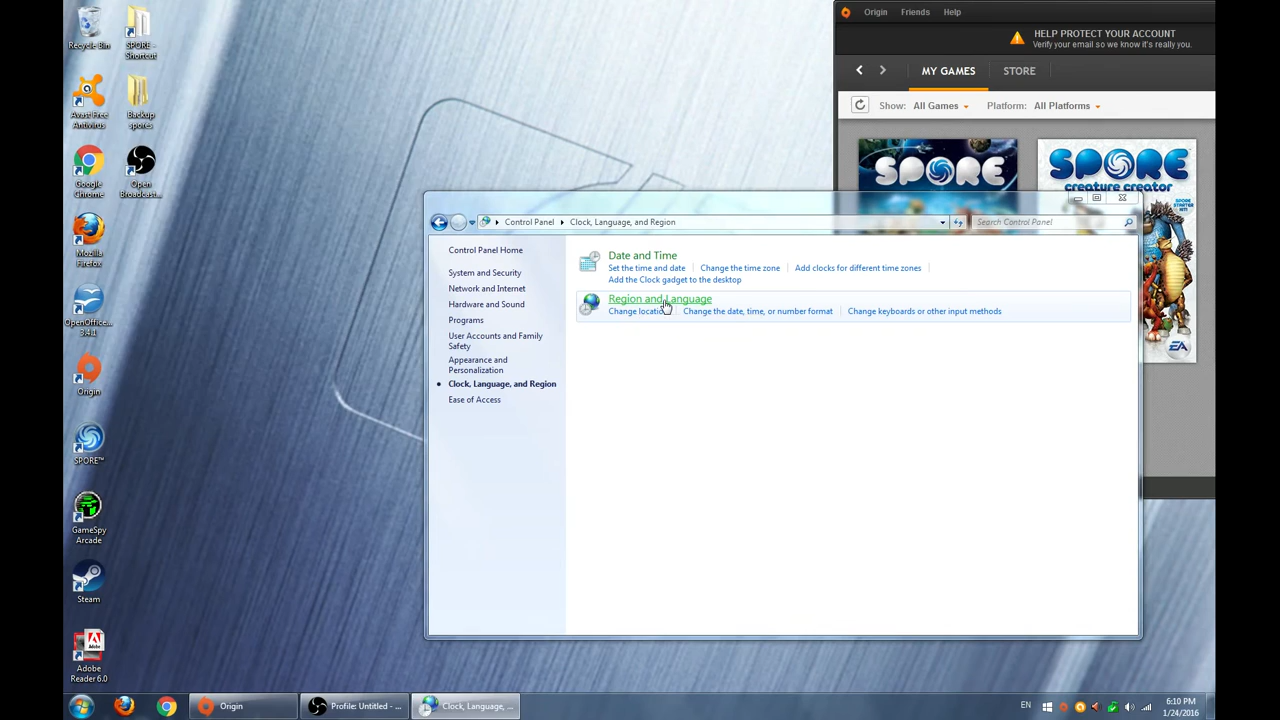 Recycle Bin
SPORE -
Shortcut
Avast Free
Antivirus
Backup
spores
Google
Chrome
Open
Broadcast...
Mozilla
Firefox
OpenOffice...
3.4.1
Origin
SPORE™
GameSpy
Arcade
Steam
Adobe
Adobe
Reader 6.0
Origin Friends Help
HELP PROTECT YOUR ACCOUNT
Verify your email so we know it's really you.
MY GAMES STORE
Show: All Games Platform: All Platforms
SPORE
SPORE
creature creator
EA
Control Panel Clock, Language, and Region
Search Control Panel
Control Panel Home
System and Security
Network and Internet
Hardware and Sound
Programs
User Accounts and Family
Safety
Appearance and
Personalization
Clock, Language, and Region
Ease of Access
Date and Time
Set the time and date Change the time zone Add clocks for different time zones
Add the Clock gadget to the desktop
Region and Language
Change location Change the date, time, or number format Change keyboards or other input methods
Origin
Profile: Untitled - ...
Clock, Language, ...
EN
6:10 PM
1/24/2016